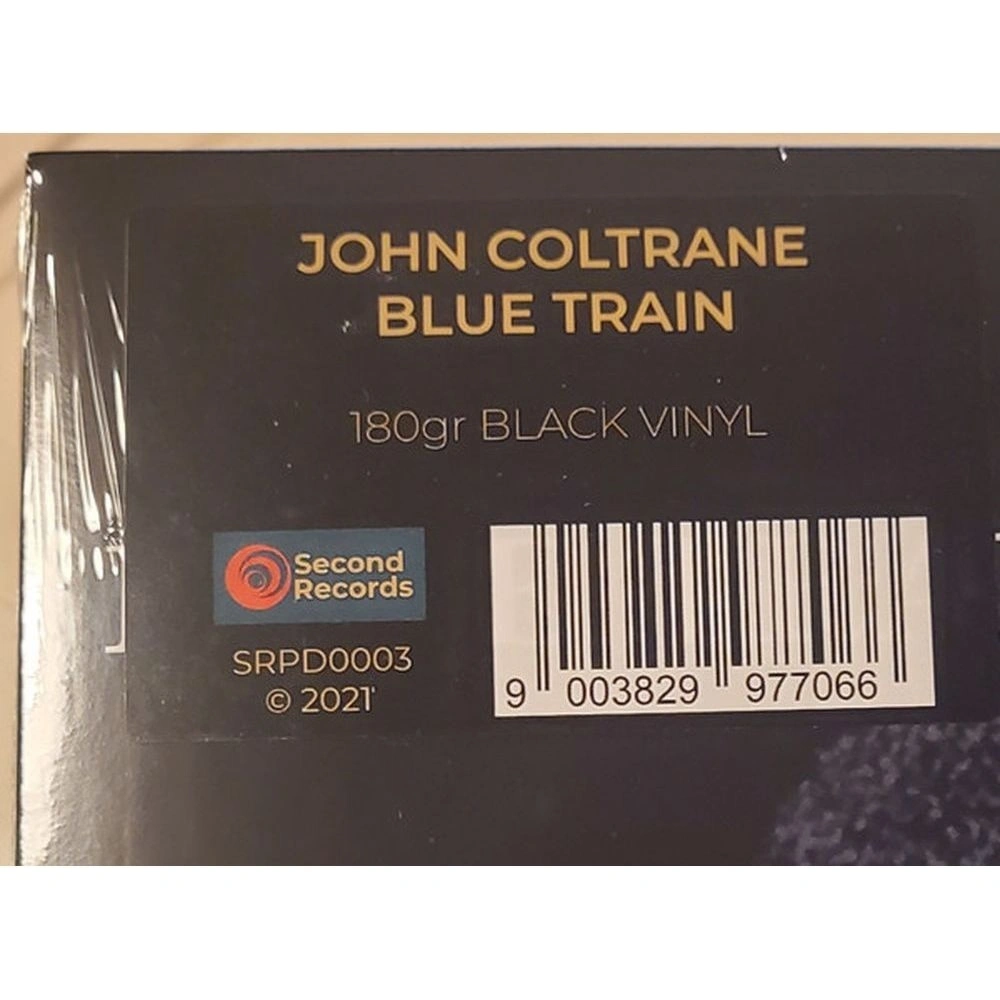 JOHN COLTRANE
BLUE TRAIN
180gr BLACK VINYL
Second
Records
SRPD0003
© 2021
9 003829 977066